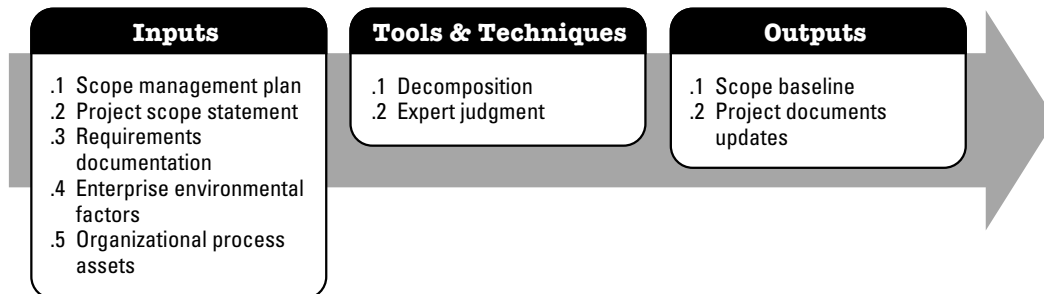 Inputs
.1 Scope management plan
.2 Project scope statement
.3 Requirements
documentation
.4 Enterprise environmental
factors
.5 Organizational process
assets
Tools & Techniques
.1 Decomposition
.2 Expert judgment
Outputs
.1 Scope baseline
.2 Project documents
updates